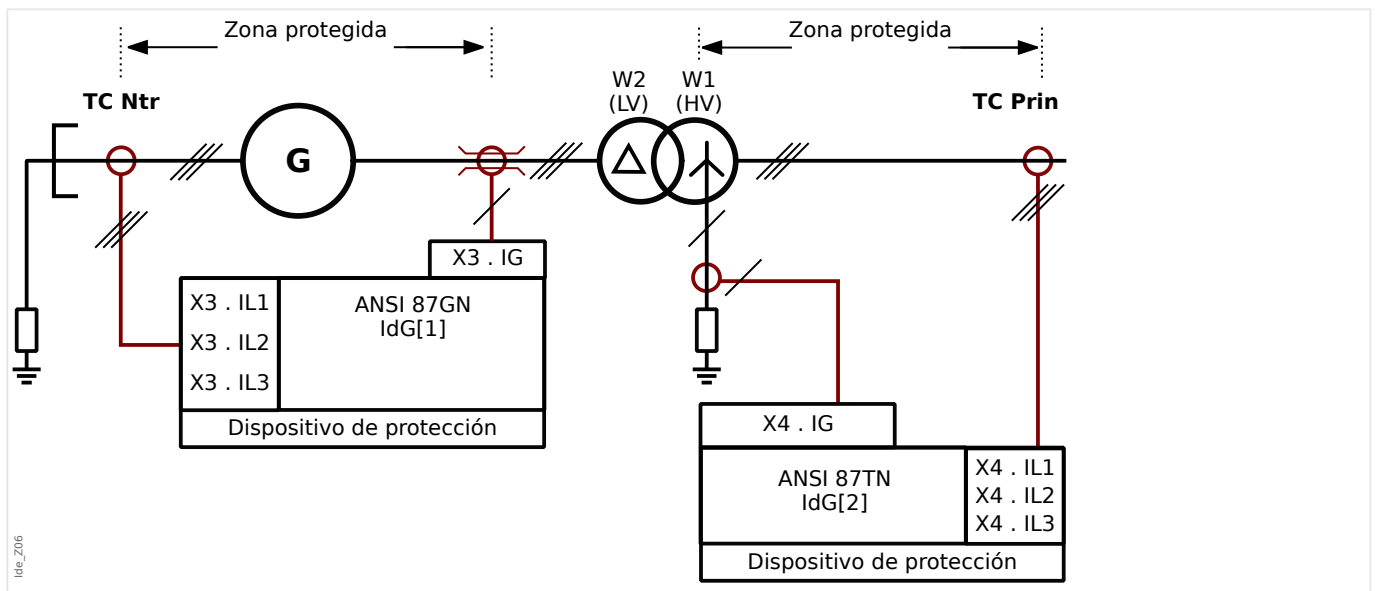 Zona protegida
Zona protegida
W2
(LV)
W1
(HV)
TC Ntr
TC Prin
G
X3 . IG
X3 . IL1
X3 . IL2
X3 . IL3
ANSI 87GN
IdG[1]
Dispositivo de protección
X4 . IG
ANSI 87TN
IdG[2]
X4 . IL1
X4 . IL2
X4 . IL3
Dispositivo de protección
Ide_Z06